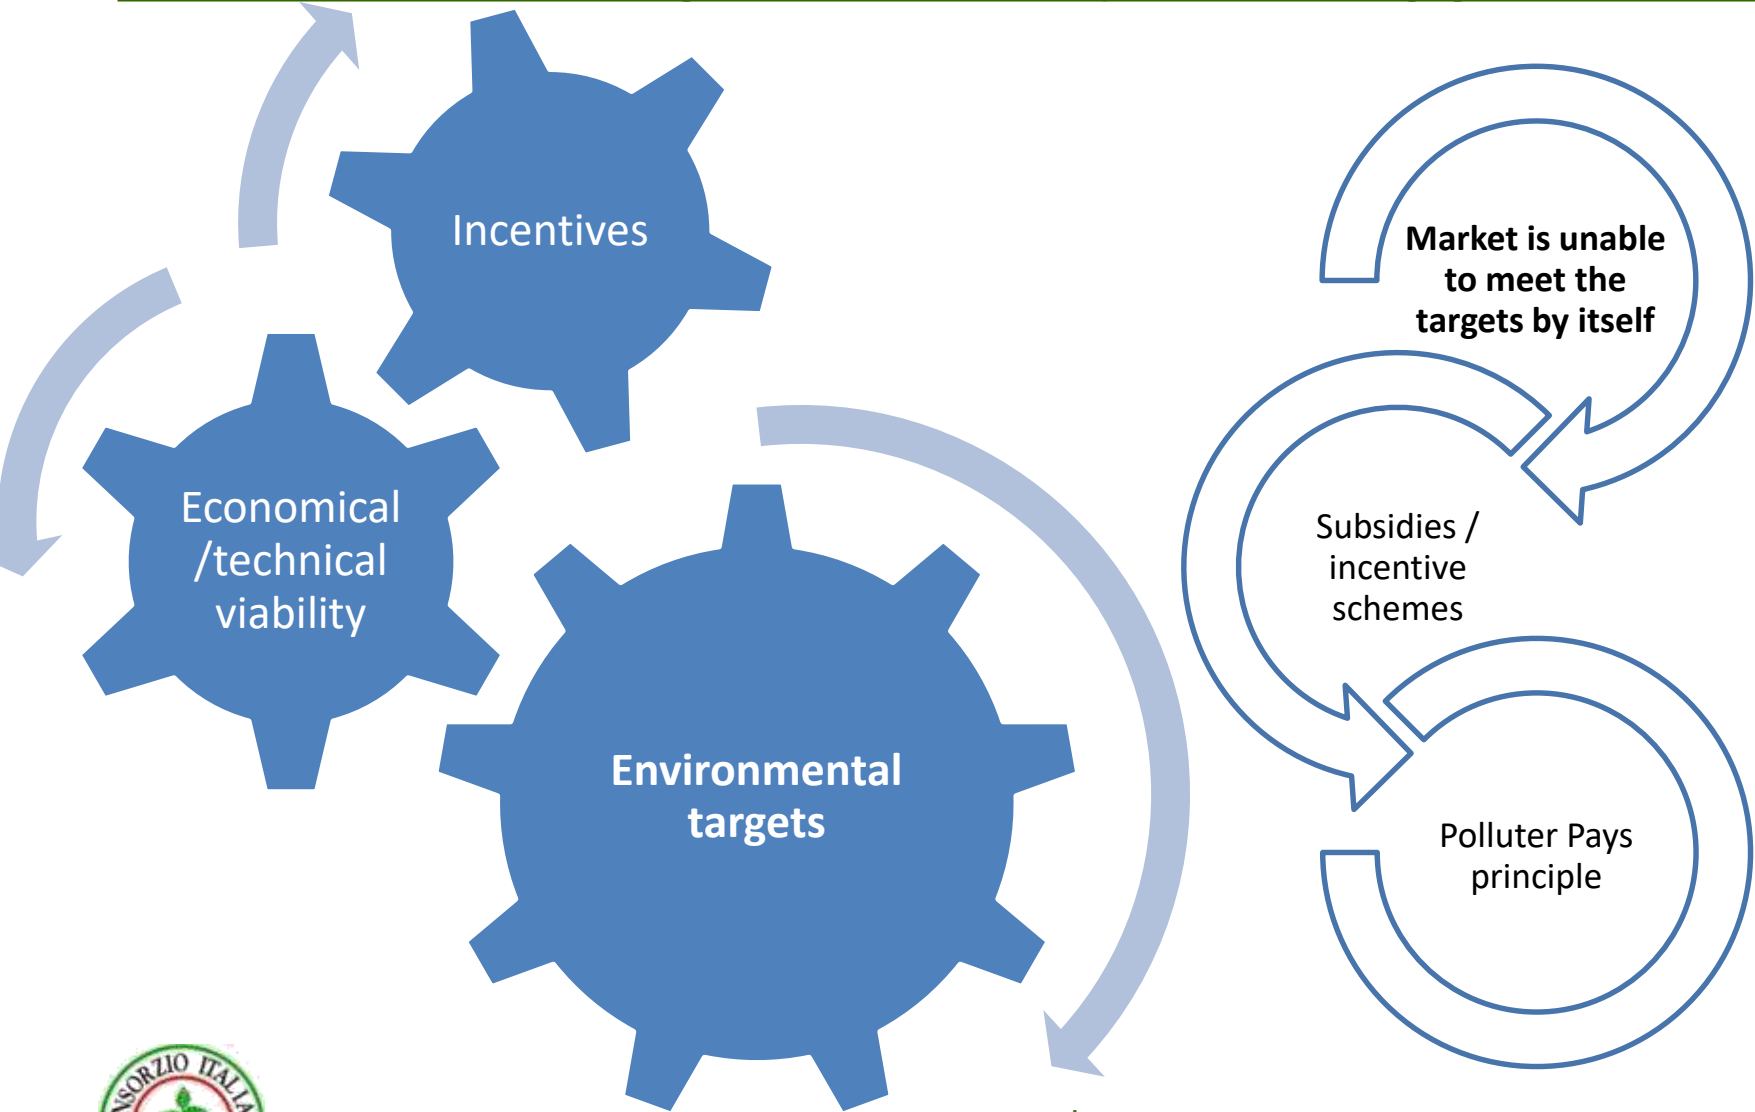 Incentives
Economical
/technical
viability
Environmental
targets
Market is unable
to meet the
targets by itself
Subsidies /
incentive
schemes
Polluter Pays
principle
ITALIA